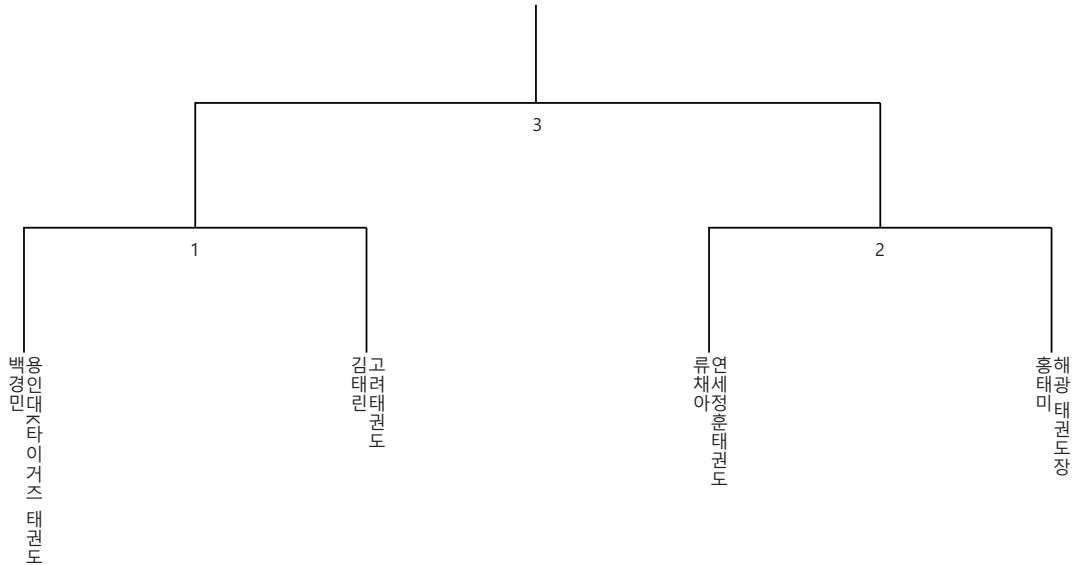 3
1
2
백경민
용인대K타이거즈 태권도
김태린
고려태권도
류채아
연세정훈태권도
홍태미
해광 태권도장